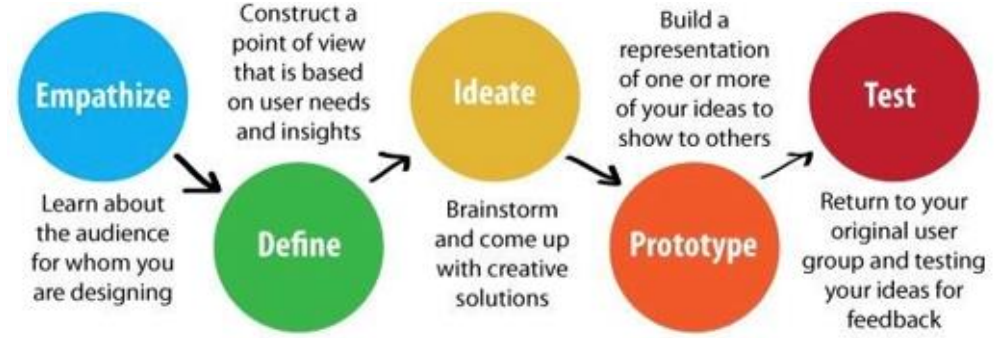 Empathize
Learn about
the audience
for whom you
are designing
Construct a
point of view
that is based
on user needs
and insights
Define
Ideate
Brainstorm
and come up
with creative
solutions
Build a
representation
of one or more
of your ideas to
show to others
Prototype
Test
Return to your
original user
group and testing
your ideas for
feedback